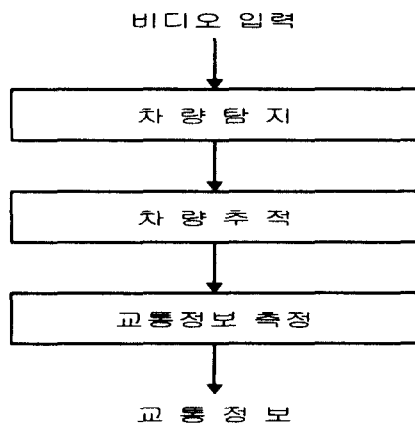 비디오 입력
차 량 탐 지
차 량 추 적
교통정보 측정
교 통 정 보